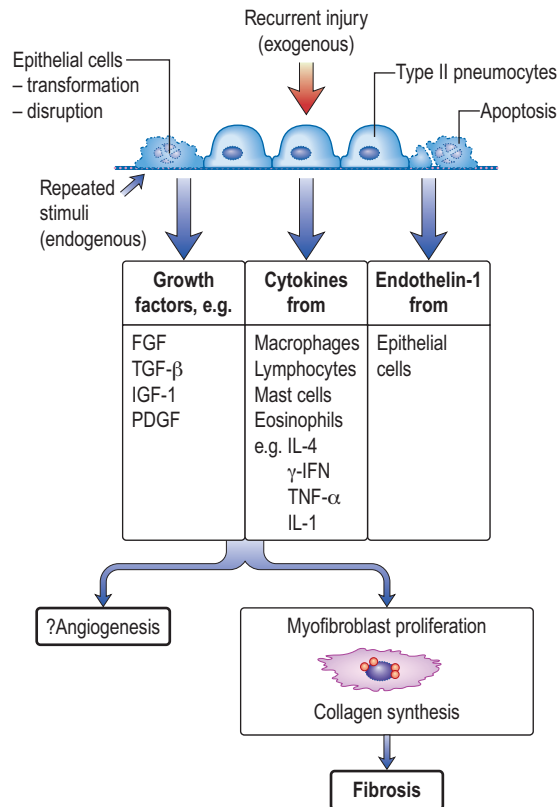 Recurrent injury
(exogenous)
Epithelial cells
– transformation
– disruption
Type II pneumocytes
Apoptosis
Repeated
stimuli
(endogenous)
Growth
factors, e.g.
FGF
TGF-β
IGF-1
PDGF
Cytokines
from
Macrophages
Lymphocytes
Mast cells
Eosinophils
e.g. IL-4
γ-IFN
TNF-α
IL-1
Endothelin-1
from
Epithelial
cells
?Angiogenesis
Myofibroblast proliferation
Collagen synthesis
Fibrosis